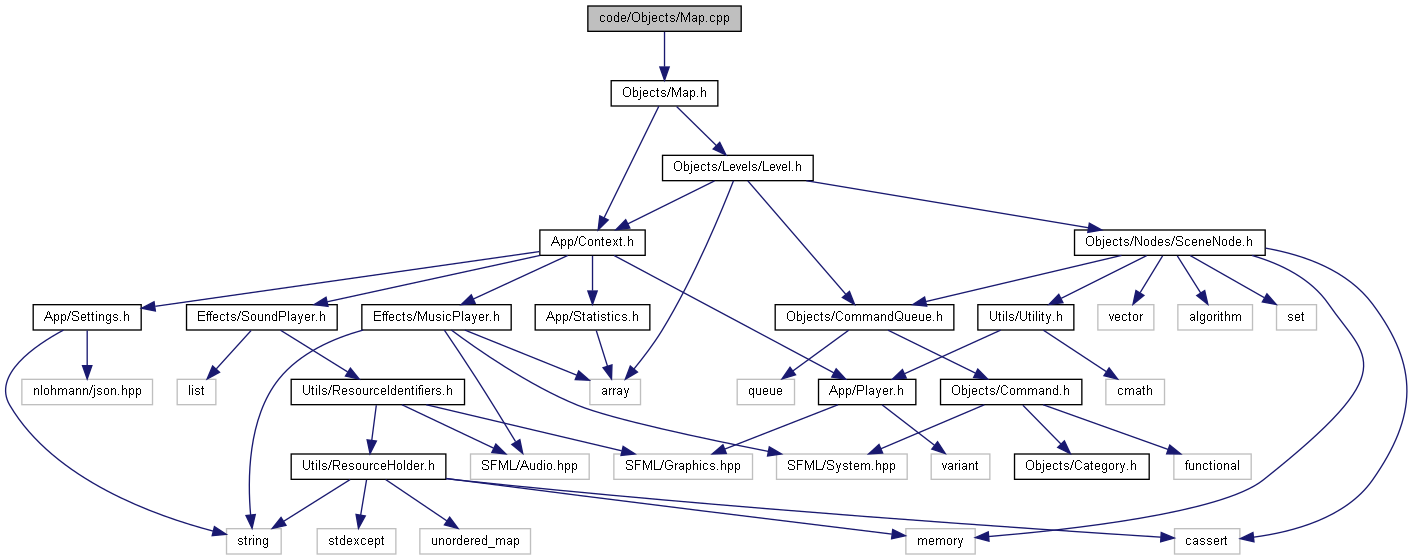 code/Objects/Map.cpp
Objects/Map.h
Objects/Levels/Level.h
App/Context.h
Objects/Nodes/SceneNode.h
App/Settings.h
Effects/SoundPlayer.h
Effects/MusicPlayer.h
App/Statistics.h
Objects/CommandQueue.h
Utils/Utility.h
vector
algorithm
set
nlohmann/json.hpp
list
Utils/ResourceIdentifiers.h
array
queue
App/Player.h
Objects/Command.h
cmath
Utils/ResourceHolder.h
SFML/Audio.hpp
SFML/Graphics.hpp
SFML/System.hpp
variant
Objects/Category.h
functional
string
stdexcept
unordered_map
memory
cassert